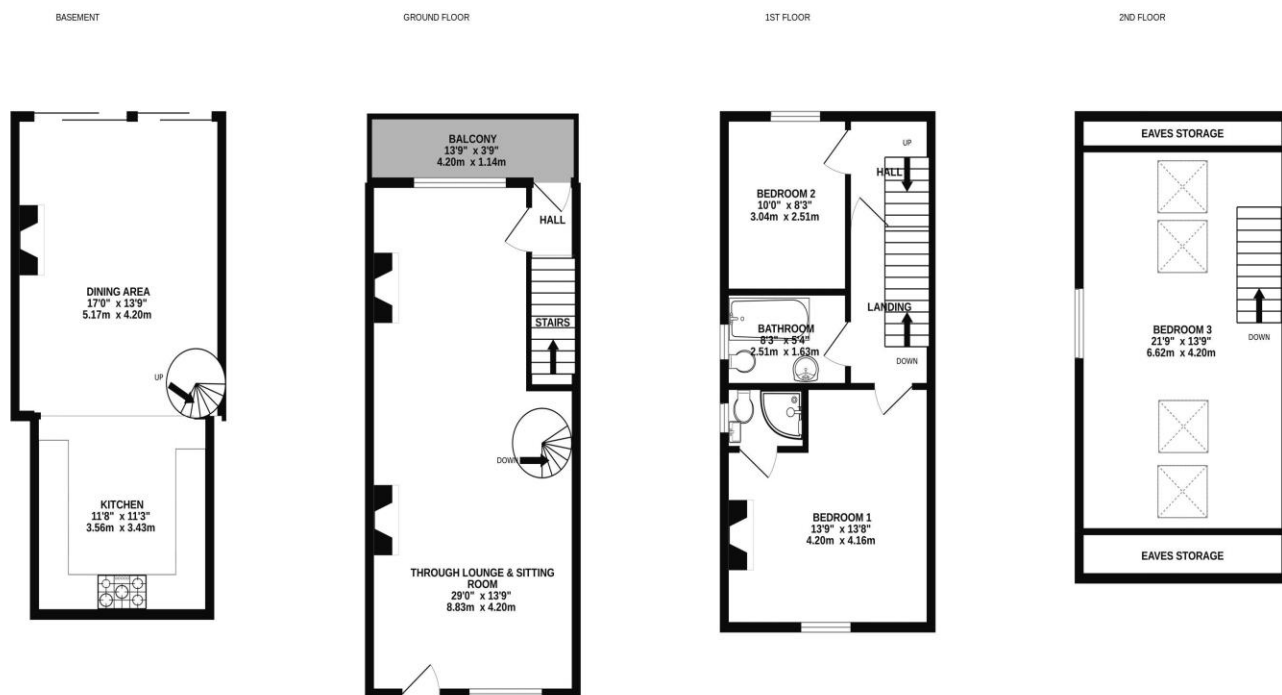 BASEMENT
GROUND FLOOR
1ST FLOOR
2ND FLOOR
DINING AREA
17'0" x 13'9"
5.17m x 4.20m
UP
KITCHEN
11'8" x 11'3"
3.56m x 3.43m
BALCONY
13'9" x 3'9"
4.20m x 1.14m
HALL
STAIRS
DOWN
THROUGH LOUNGE & SITTING
ROOM
29'0" x 13'9"
8.83m x 4.20m
UP
HALL
BEDROOM 2
10'0" x 8'3"
3.04m x 2.51m
LANDING
BATHROOM
8'3" x 5'4"
2.51m x 1.63m
DOWN
BEDROOM 1
13'9" x 13'8"
4.20m x 4.16m
EAVES STORAGE
BEDROOM 3
21'9" x 13'9"
6.62m x 4.20m
DOWN
EAVES STORAGE